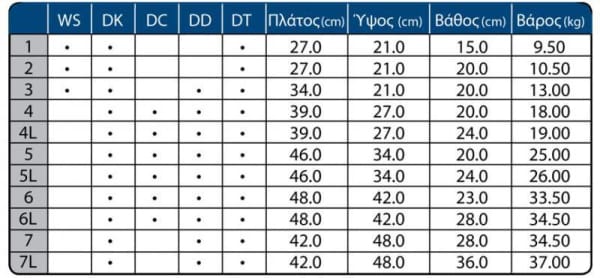 WS DK DC DD DT Πλάτος(cm) Ύψος (cm) Βάθος(cm) Βάρος(kg)
1 • • • 27.0 21.0 15.0 9.50
2 • • • 27.0 21.0 20.0 10.50
3 • • • • 34.0 21.0 20.0 13.00
4 • • • • 39.0 27.0 20.0 18.00
4L • • • • 39.0 27.0 24.0 19.00
5 • • • • 46.0 34.0 20.0 25.00
5L • • • • 46.0 34.0 24.0 26.00
6 • • • • 48.0 42.0 23.0 33.50
6L • • • • 48.0 42.0 28.0 34.50
7 • • • 42.0 48.0 28.0 34.50
7L • • • 42.0 48.0 36.0 37.00